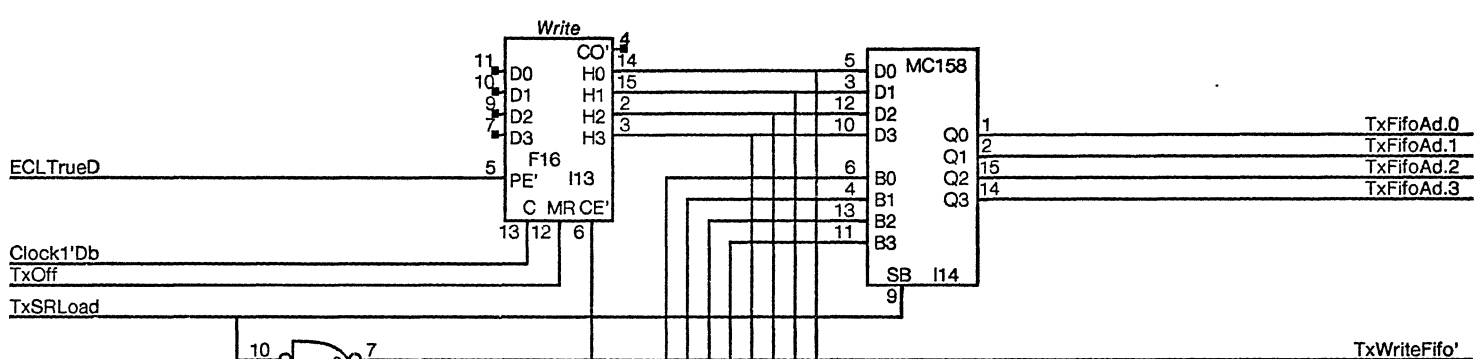 Write
4
CO'
11 D0 H0 14
10 D1 H1 15
9 D2 H2 2
7 D3 H3 3
F16
ECLTrueD 5 PE' I13
C MR CE'
13 12 6
Clock1'Db
TxOff
TxSRLoad
MC158
5 D0
3 D1
12 D2
10 D3 Q0 1 TxFifoAd.0
Q1 2 TxFifoAd.1
6 B0 Q2 15 TxFifoAd.2
4 B1 Q3 14 TxFifoAd.3
13 B2
11 B3
SB I14
9
10 7 TxWriteFifo'